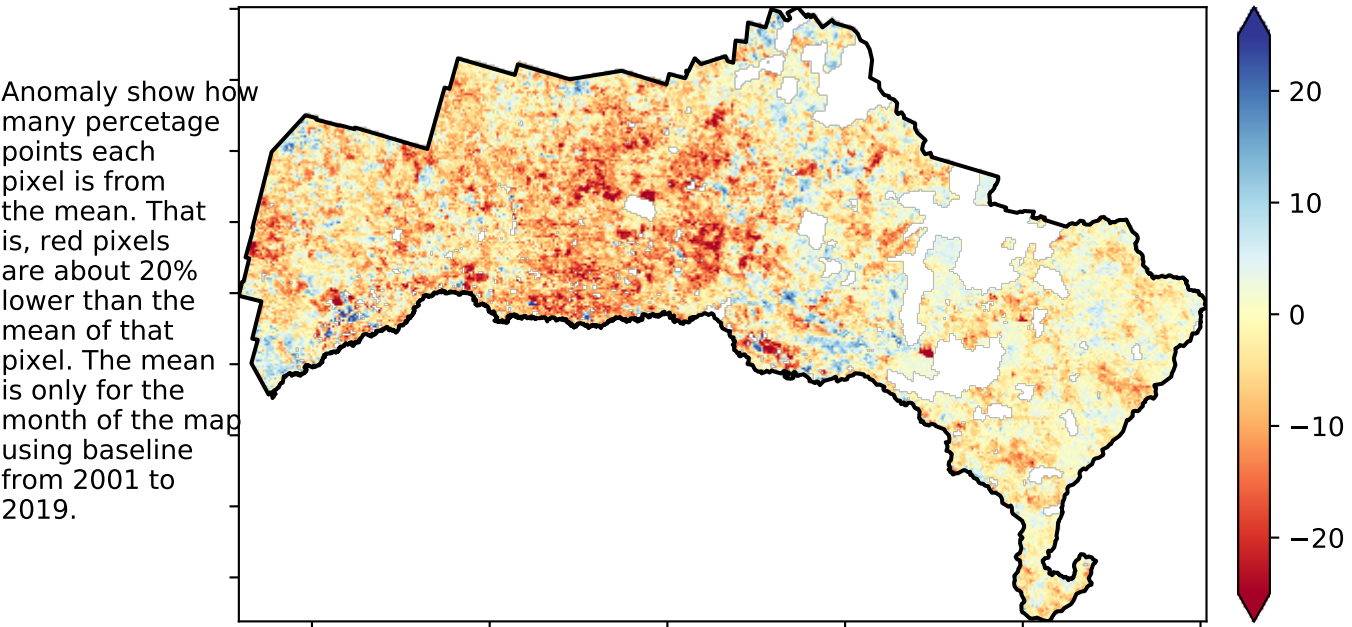 Anomaly show how
many percetage
points each
pixel is from
the mean. That
is, red pixels
are about 20%
lower than the
mean of that
pixel. The mean
is only for the
month of the map
using baseline
from 2001 to
2019.
20
10
0
−10
−20